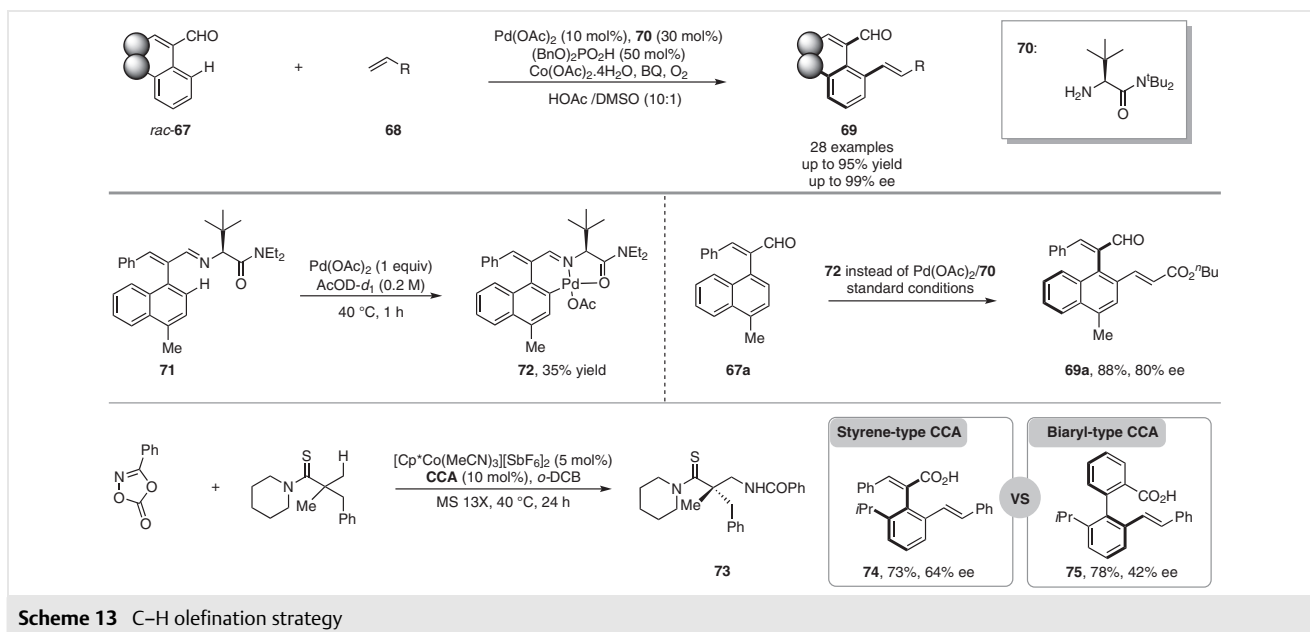 CHO
H
rac-67
+
R
68
Pd(OAc)2 (10 mol%), 70 (30 mol%)
(BnO)2PO2H (50 mol%)
Co(OAc)2.4H2O, BQ, O2
HOAc /DMSO (10:1)
CHO
R
69
28 examples
up to 95% yield
up to 99% ee
70:
H2N
NtBu2
O
Ph
N
NEt2
O
H
Me
71
Pd(OAc)2 (1 equiv)
AcOD-d1 (0.2 M)
40 °C, 1 h
Ph
N
NEt2
Pd
O
OAc
Me
72, 35% yield
Ph
CHO
Me
67a
72 instead of Pd(OAc)2/70
standard conditions
Ph
CHO
CO2nBu
Me
69a, 88%, 80% ee
Ph
N
O
O
O
+
S
H
N
Me
Ph
[Cp*Co(MeCN)3][SbF6]2 (5 mol%)
CCA (10 mol%), o-DCB
MS 13X, 40 °C, 24 h
S
N
NHCOPh
Me
Ph
73
Styrene-type CCA
Ph
CO2H
iPr
Ph
74, 73%, 64% ee
VS
Biaryl-type CCA
CO2H
iPr
Ph
75, 78%, 42% ee
Scheme 13 C–H olefination strategy